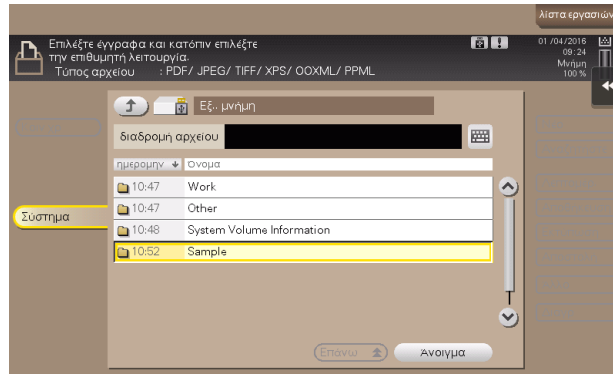 λίστα εργασιών
Επιλέξτε έγγραφα και κατόπιν επιλέξτε
την επιθυμητή λειτουργία.
Τύπος αρχείου : PDF/ JPEG/ TIFF/ XPS/ OOXML/ PPML
01/04/2016
09:24
Μνήμη
100 %
Εξ.. μνήμη
διαδρομή αρχείου
ημερομην Όνομα
10:47 Work
10:47 Other
Σύστημα
10:48 System Volume Information
10:52 Sample
Επάνω
Άνοιγμα